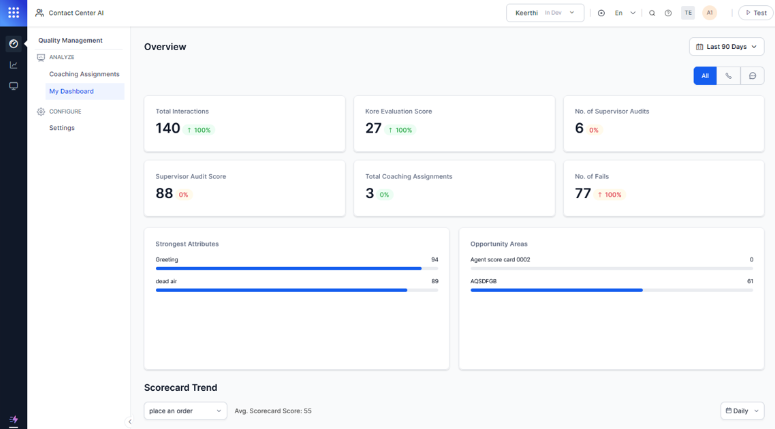 Contact Center AI
Keerthi In Dev
En
TE
A1
Test
Quality Management
ANALYZE
Coaching Assignments
My Dashboard
CONFIGURE
Settings
Overview
Last 90 Days
All
Total Interactions
140 ↑ 100%
Kore Evaluation Score
27 ↑ 100%
No. of Supervisor Audits
6 0%
Supervisor Audit Score
88 0%
Total Coaching Assignments
3 0%
No. of Fails
77 ↑ 100%
Strongest Attributes
Greeting 94
dead air 89
Opportunity Areas
Agent score card 0002 0
AQSDFGB 61
Scorecard Trend
place an order
Avg. Scorecard Score: 55
Daily